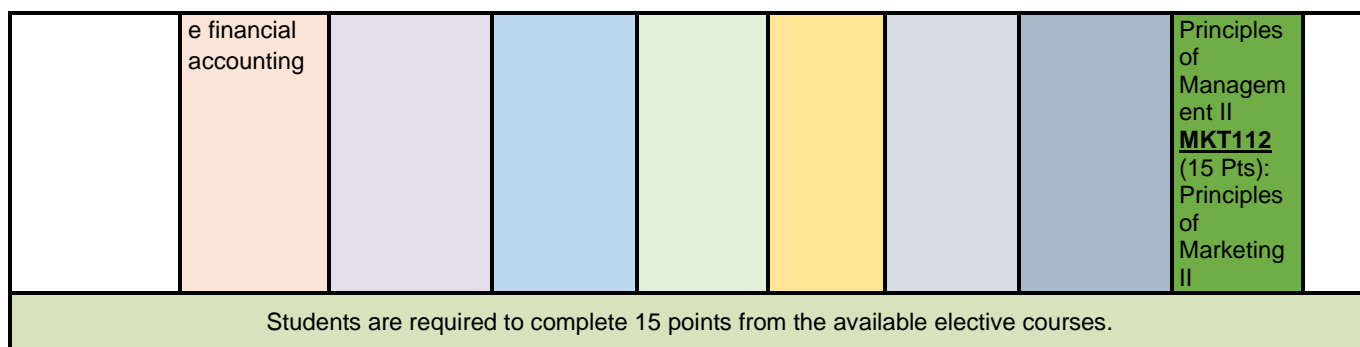 e financial
accounting
Principles
of
Managem
ent II
MKT112
(15 Pts):
Principles
of
Marketing
II
Students are required to complete 15 points from the available elective courses.